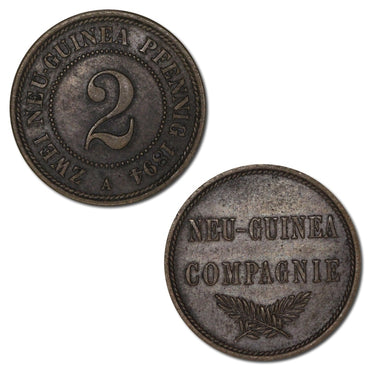 ZWEI NEU-GUINEA PFENNIG 1894.
2
A
NEU-GUINEA
COMPAGNIE